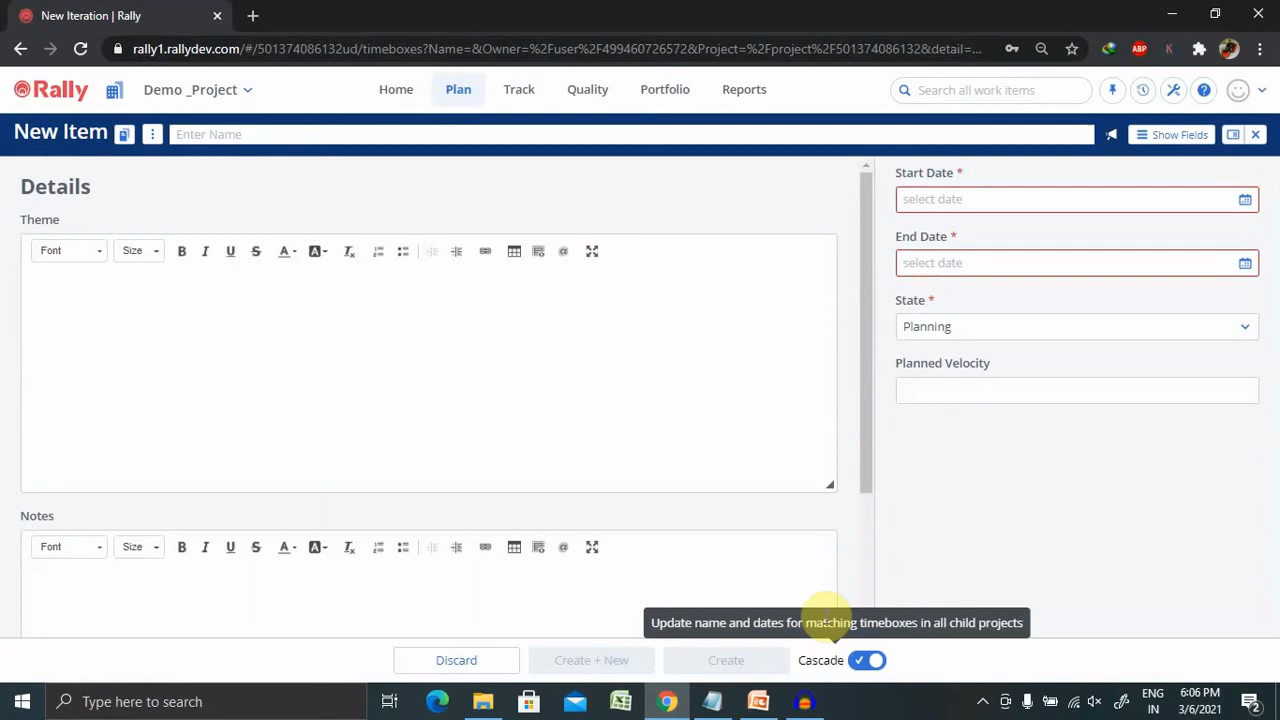 New Iteration | Rally
rally1.rallydev.com/#/501374086132ud/timeboxes?Name=&Owner=%2Fuser%2F499460726572&Project=%2Fproject%2F501374086132&detail=...
ABP
K
Rally
Demo _Project
Home
Plan
Track
Quality
Portfolio
Reports
Search all work items
New Item
Enter Name
Show Fields
Details
Theme
Font
Size
B
I
U
S
A
A
Tx
@
Notes
Font
Size
B
I
U
S
A
A
Tx
@
Start Date *
select date
End Date *
select date
State *
Planning
Planned Velocity
Update name and dates for matching timeboxes in all child projects
Discard
Create + New
Create
Cascade
Type here to search
ENG
IN
6:06 PM
3/6/2021
2